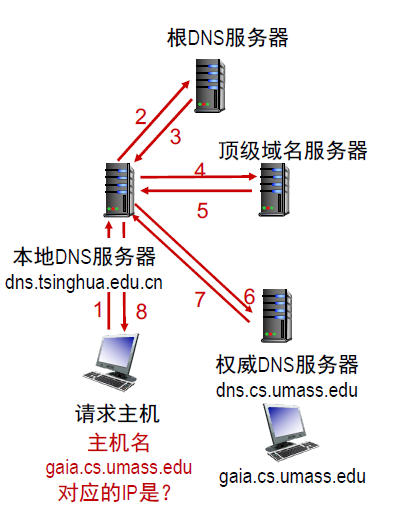 根DNS服务器
2
3
顶级域名服务器
4
5
本地DNS服务器
dns.tsinghua.edu.cn
1
8
7
6
权威DNS服务器
dns.cs.umass.edu
请求主机
主机名
gaia.cs.umass.edu
对应的IP是?
gaia.cs.umass.edu